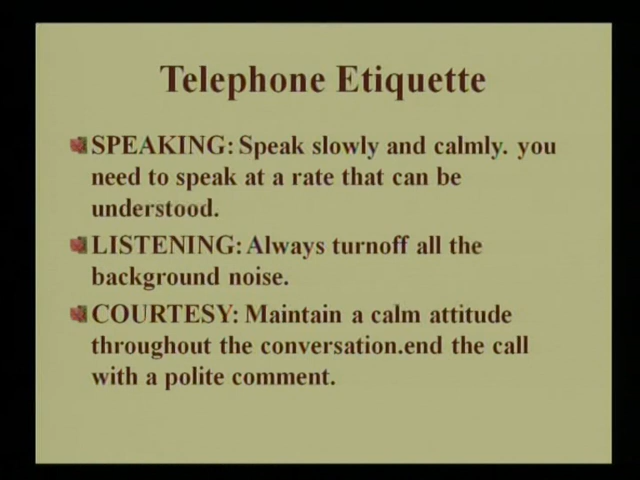 Telephone Etiquette
SPEAKING: Speak slowly and calmly. you
need to speak at a rate that can be
understood.
LISTENING: Always turnoff all the
background noise.
COURTESY: Maintain a calm attitude
throughout the conversation.end the call
with a polite comment.